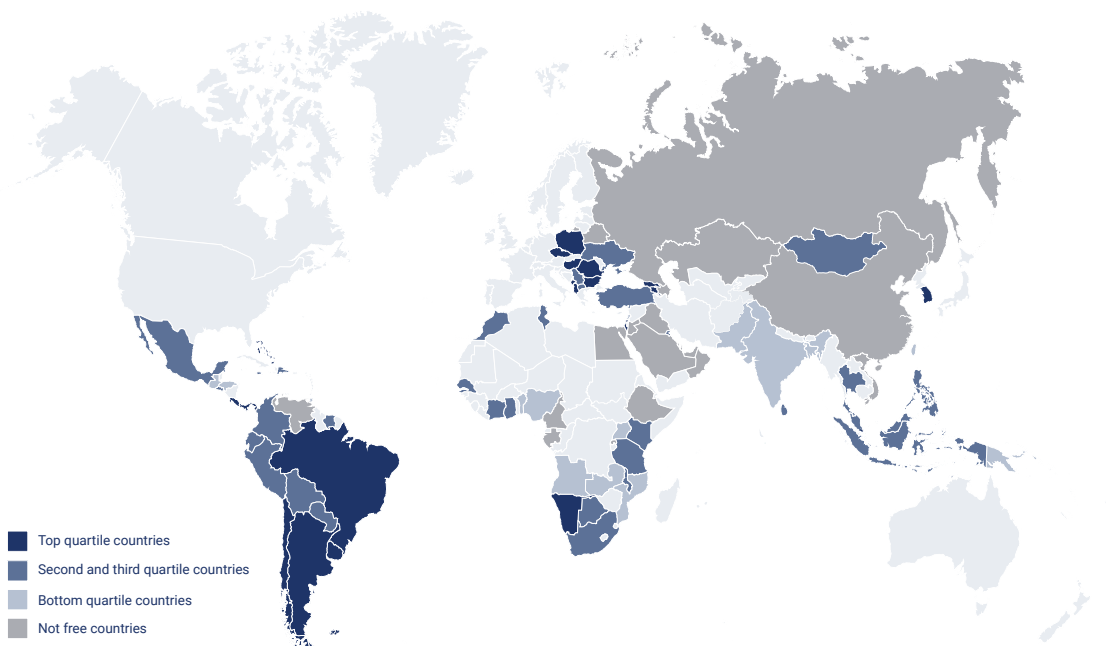 Top quartile countries
Second and third quartile countries
Bottom quartile countries
Not free countries